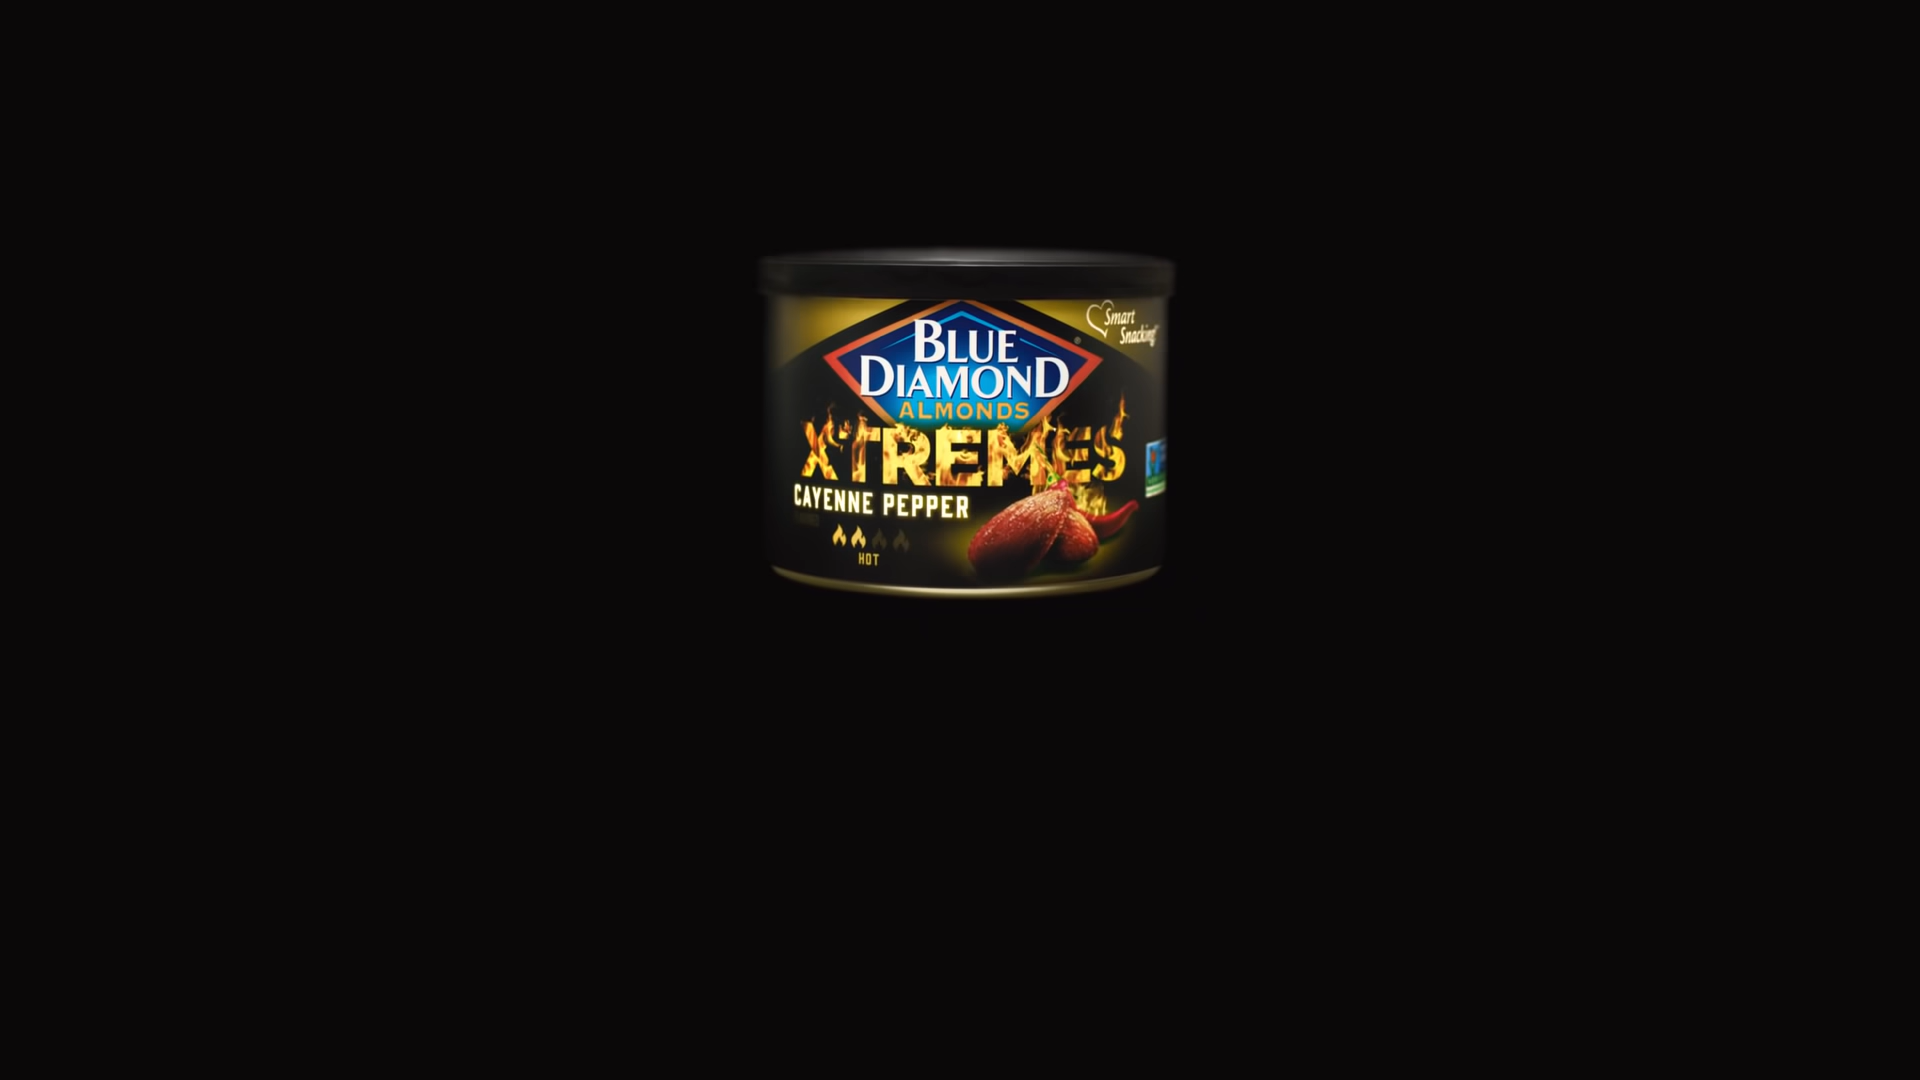 BLUE
DIAMOND
ALMONDS
®
Smart
Snacking!
XTREMES
CAYENNE PEPPER
HOT